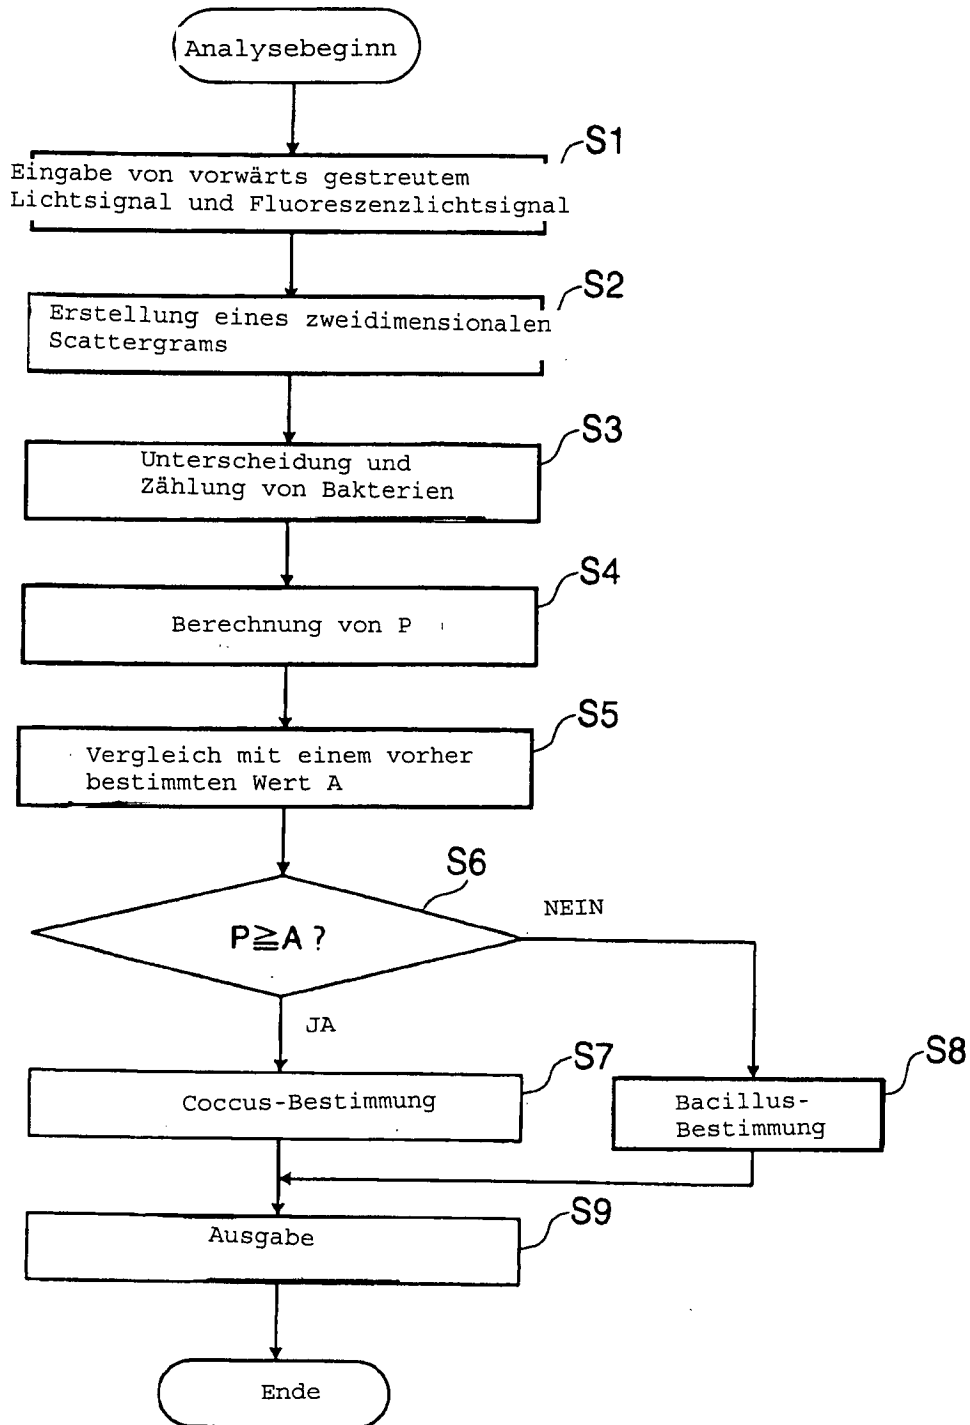 Analysebeginn
S1
Eingabe von vorwärts gestreutem
Lichtsignal und Fluoreszenzlichtsignal
S2
Erstellung eines zweidimensionalen
Scattergrams
S3
Unterscheidung und
Zählung von Bakterien
S4
Berechnung von P
S5
Vergleich mit einem vorher
bestimmten Wert A
S6
NEIN
P≧A ?
JA
S7
Coccus-Bestimmung
S8
Bacillus-
Bestimmung
S9
Ausgabe
Ende